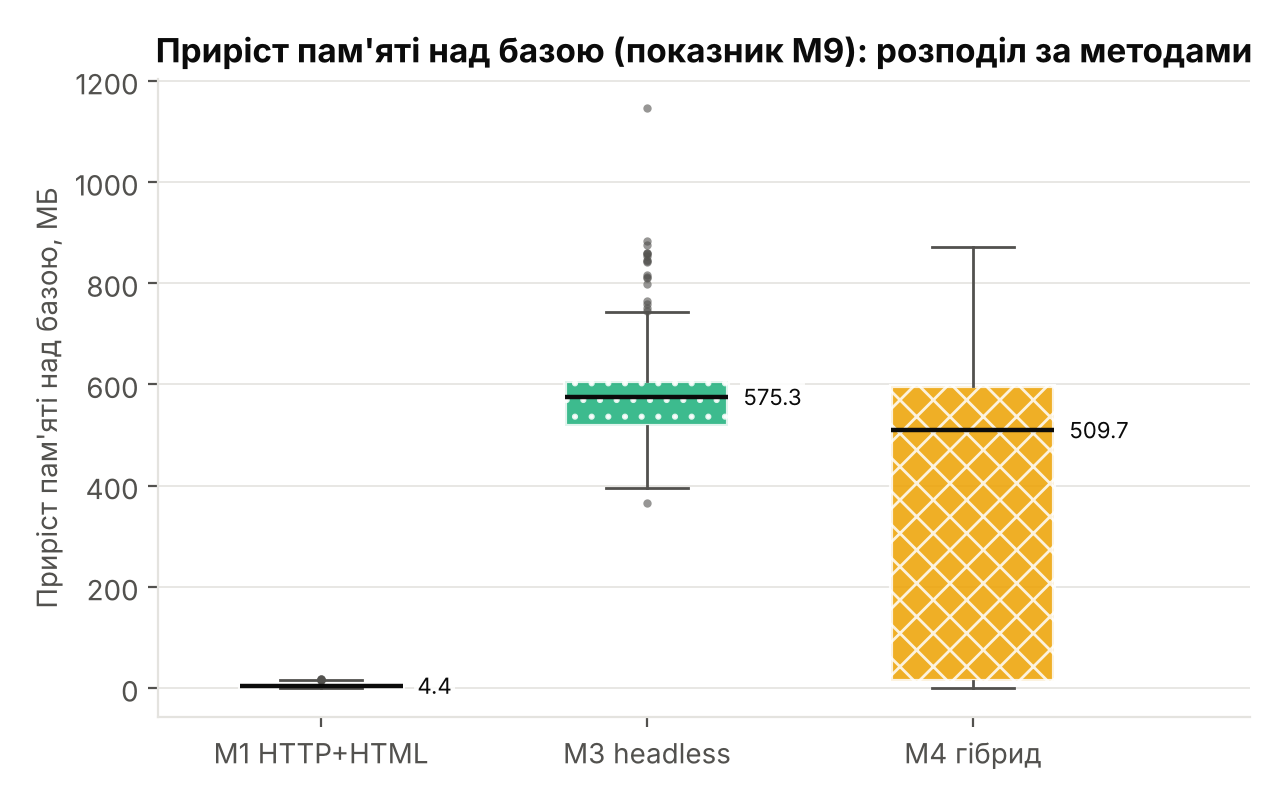 Приріст пам'яті над базою (показник M9): розподіл за методами
Приріст пам'яті над базою, МБ
1200
1000
800
600
400
200
0
575.3
509.7
4.4
M1 HTTP+HTML
M3 headless
M4 гібрид